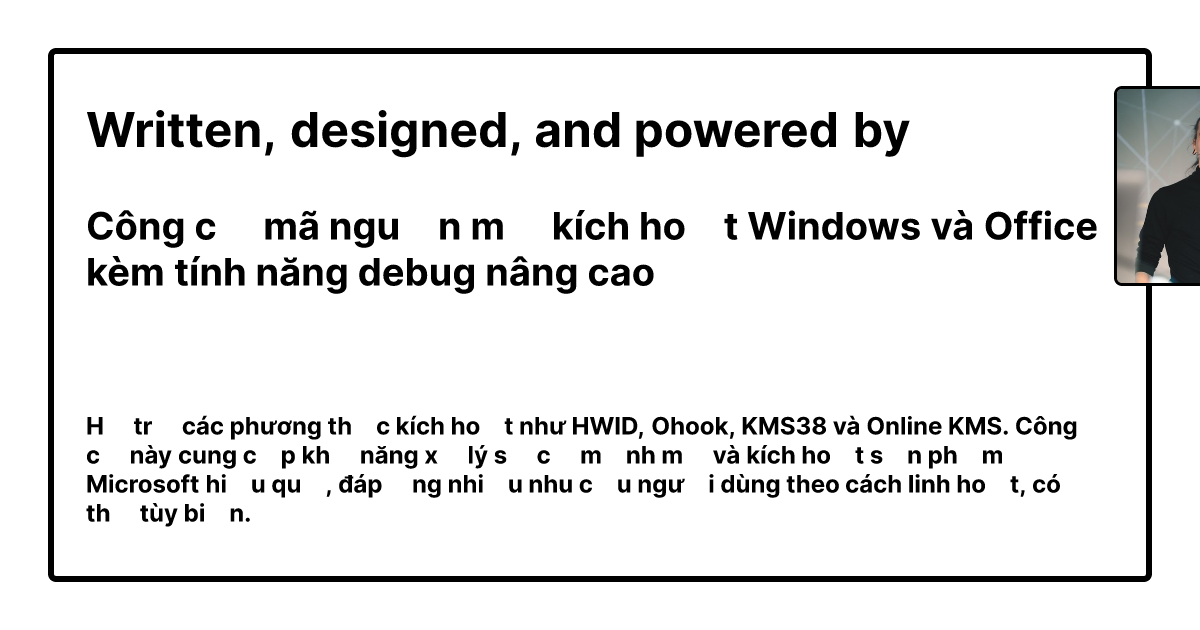 Written, designed, and powered by
Công c mã ngu n m kích ho t Windows và Office
kèm tính năng debug nâng cao
H tr các phương th c kích ho t như HWID, Ohook, KMS38 và Online KMS. Công
c này cung c p kh năng x lý s c m nh m và kích ho t s n ph m
Microsoft hi u qu , đáp ng nhi u nhu c u ngư i dùng theo cách linh ho t, có
th tùy bi n.